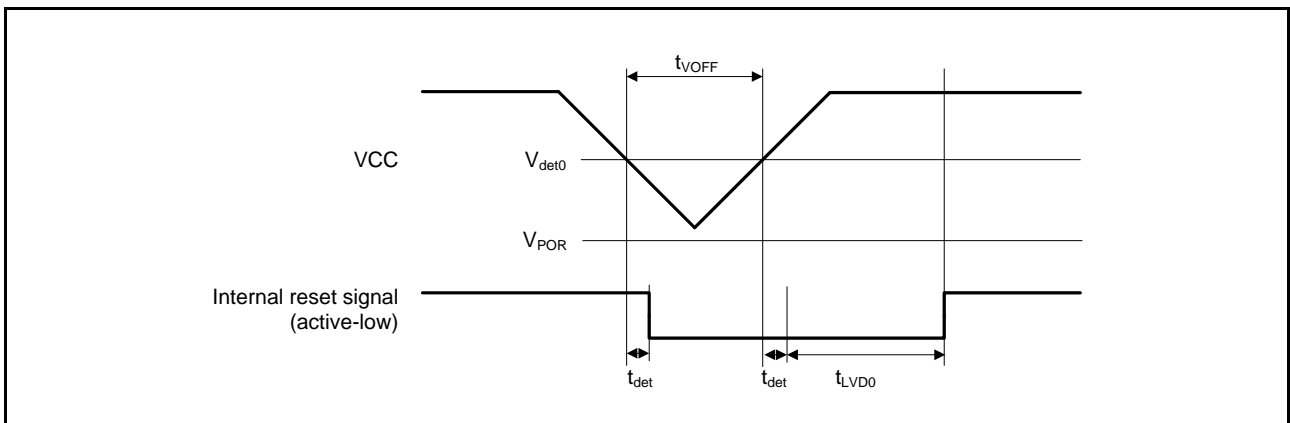 tVOFF
VCC
Vdet0
VPOR
Internal reset signal
(active-low)
tdet
tdet
tLVD0